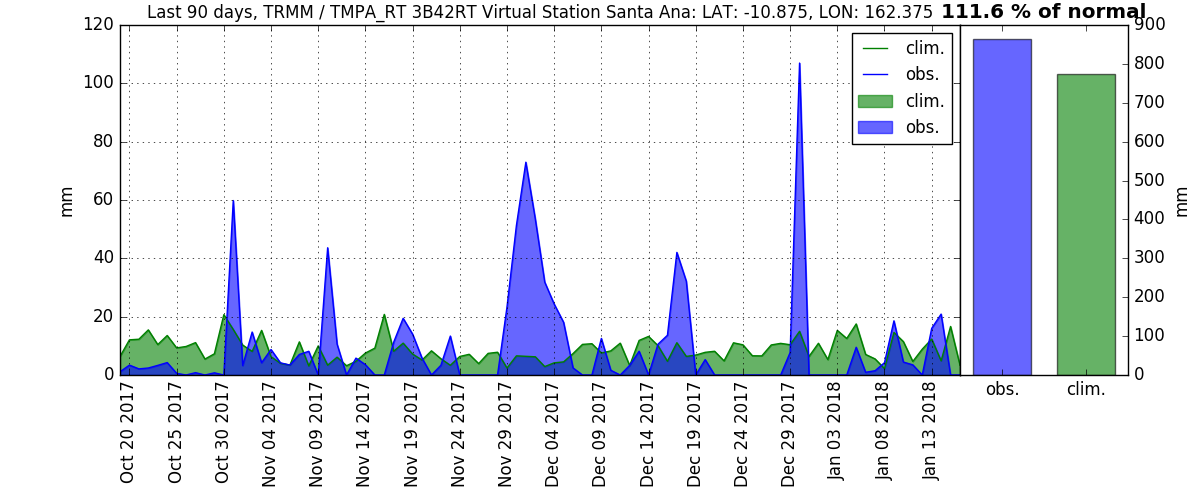 Last 90 days, TRMM / TMPA_RT 3B42RT Virtual Station Santa Ana: LAT: -10.875, LON: 162.375 111.6 % of normal
120
100
80
60
40
20
0
mm
clim.
obs.
clim.
obs.
900
800
700
600
500
400
300
200
100
0
mm
obs. clim.
Oct 20 2017
Oct 25 2017
Oct 30 2017
Nov 04 2017
Nov 09 2017
Nov 14 2017
Nov 19 2017
Nov 24 2017
Nov 29 2017
Dec 04 2017
Dec 09 2017
Dec 14 2017
Dec 19 2017
Dec 24 2017
Dec 29 2017
Jan 03 2018
Jan 08 2018
Jan 13 2018